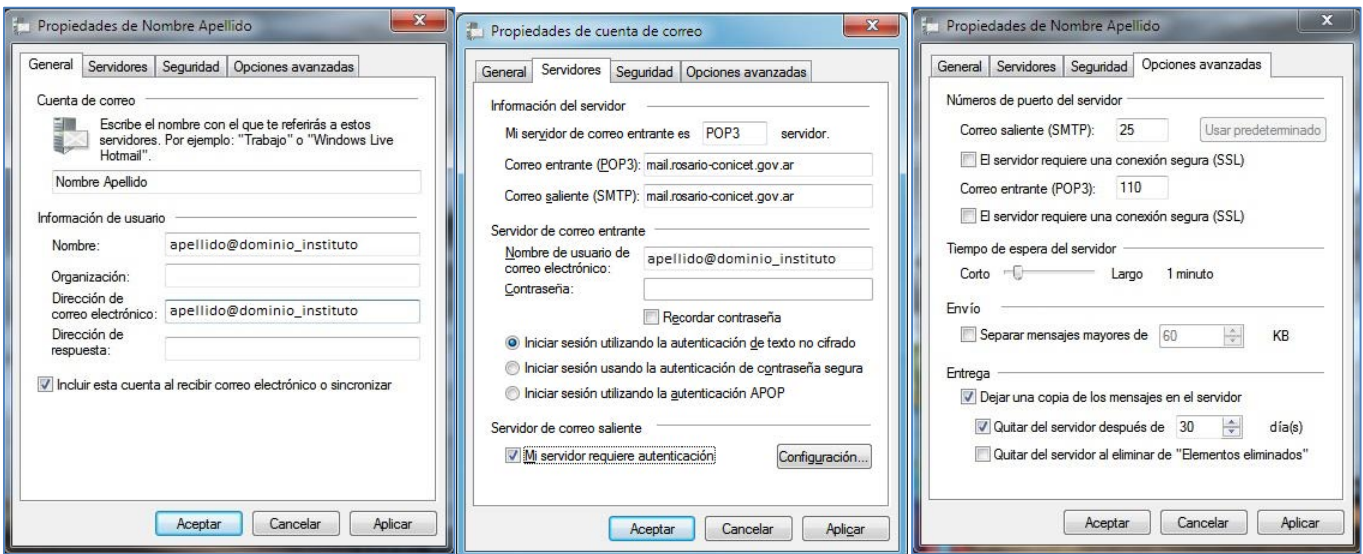 Propiedades de Nombre Apellido
General Servidores Seguridad Opciones avanzadas
Cuenta de correo
Escribe el nombre con el que te referirás a estos
servidores. Por ejemplo: "Trabajo" o "Windows Live
Hotmail".
Nombre Apellido
Información de usuario
Nombre: apellido@dominio_instituto
Organización:
Dirección de
correo electrónico: apellido@dominio_instituto
Dirección de
respuesta:
Incluir esta cuenta al recibir correo electrónico o sincronizar
Aceptar Cancelar Aplicar
Propiedades de cuenta de correo
General Servidores Seguridad Opciones avanzadas
Información del servidor
Mi servidor de correo entrante es POP3 servidor.
Correo entrante (POP3): mail.rosario-conicet.gov.ar
Correo saliente (SMTP): mail.rosario-conicet.gov.ar
Servidor de correo entrante
Nombre de usuario de
correo electrónico: apellido@dominio_instituto
Contraseña:
Recordar contraseña
Iniciar sesión utilizando la autenticación de texto no cifrado
Iniciar sesión usando la autenticación de contraseña segura
Iniciar sesión utilizando la autenticación APOP
Servidor de correo saliente
Mi servidor requiere autenticación Configuración...
Aceptar Cancelar Aplicar
Propiedades de Nombre Apellido
General Servidores Seguridad Opciones avanzadas
Números de puerto del servidor
Correo saliente (SMTP): 25 Usar predeterminado
El servidor requiere una conexión segura (SSL)
Correo entrante (POP3): 110
El servidor requiere una conexión segura (SSL)
Tiempo de espera del servidor
Corto Largo 1 minuto
Envío
Separar mensajes mayores de 60 KB
Entrega
Dejar una copia de los mensajes en el servidor
Quitar del servidor después de 30 día(s)
Quitar del servidor al eliminar de "Elementos eliminados"
Aceptar Cancelar Aplicar